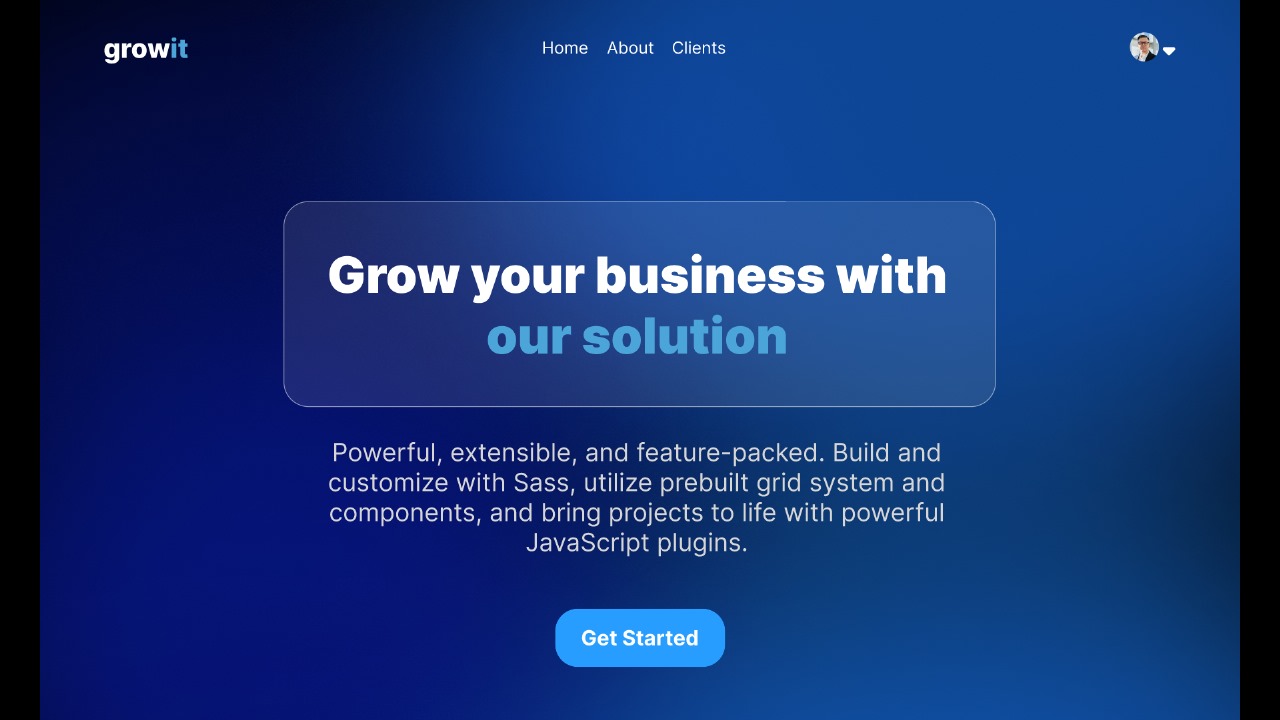 growit
Home About Clients
Grow your business with
our solution
Powerful, extensible, and feature-packed. Build and
customize with Sass, utilize prebuilt grid system and
components, and bring projects to life with powerful
JavaScript plugins.
Get Started